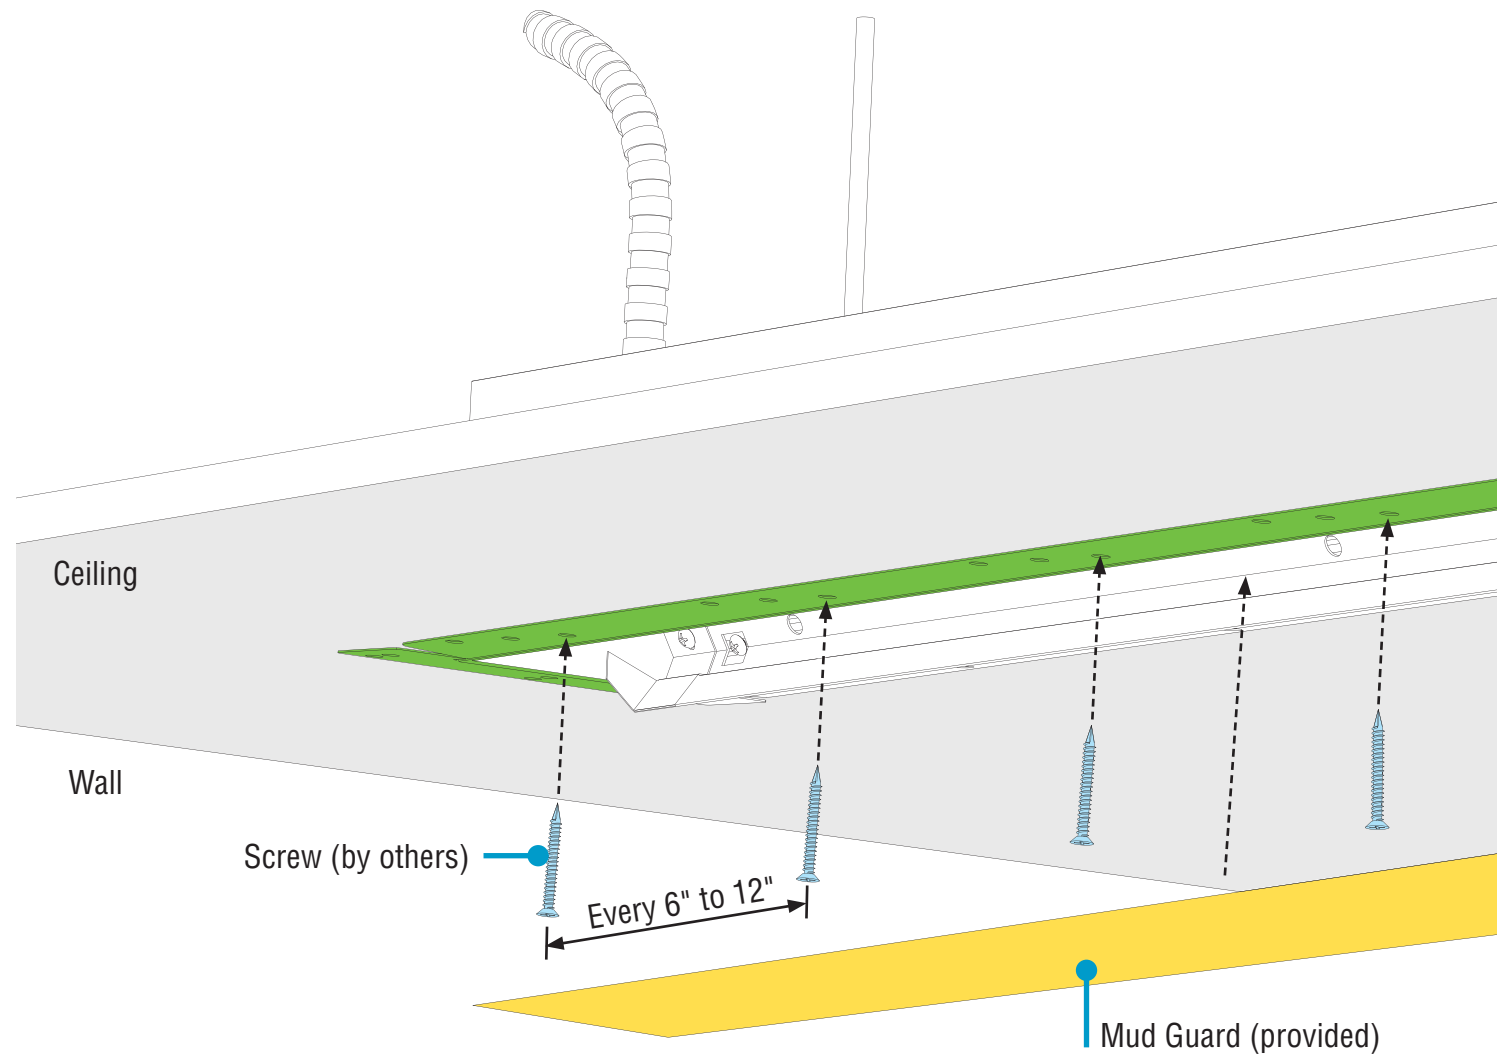 Ceiling
Wall
Screw (by others)
Every 6" to 12"
Mud Guard (provided)